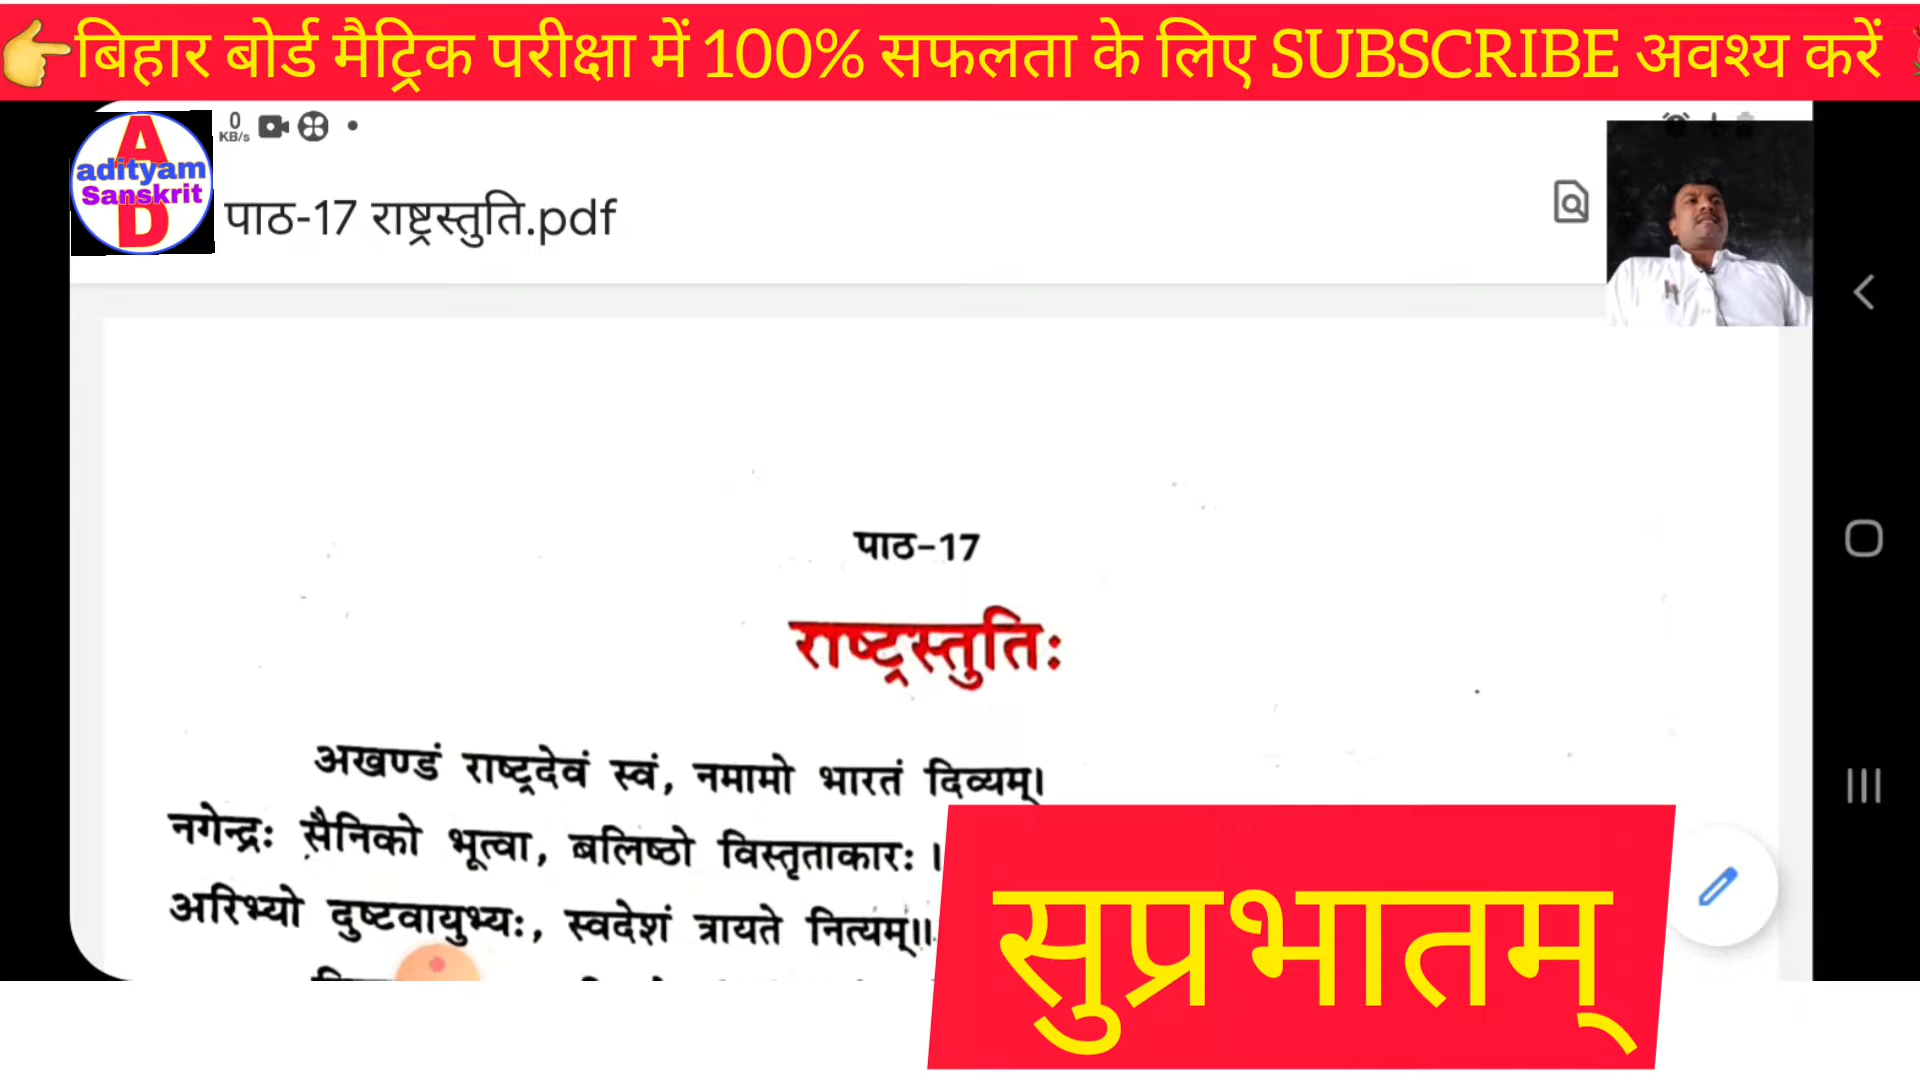 👉बिहार बोर्ड मैट्रिक परीक्षा में 100% सफलता के लिए SUBSCRIBE अवश्य करें
A
adityam
Sanskrit
D
0
KB/s
पाठ-17 राष्ट्रस्तुति.pdf
पाठ-17
राष्ट्रस्तुतिः
अखण्डं राष्ट्रदेवं स्वं, नमामो भारतं दिव्यम्।
नगेन्द्रः सैनिको भूत्वा, बलिष्ठो विस्तृताकारः ।
अरिभ्यो दुष्टवायुभ्यः, स्वदेशं त्रायते नित्यम्॥
सुप्रभातम्